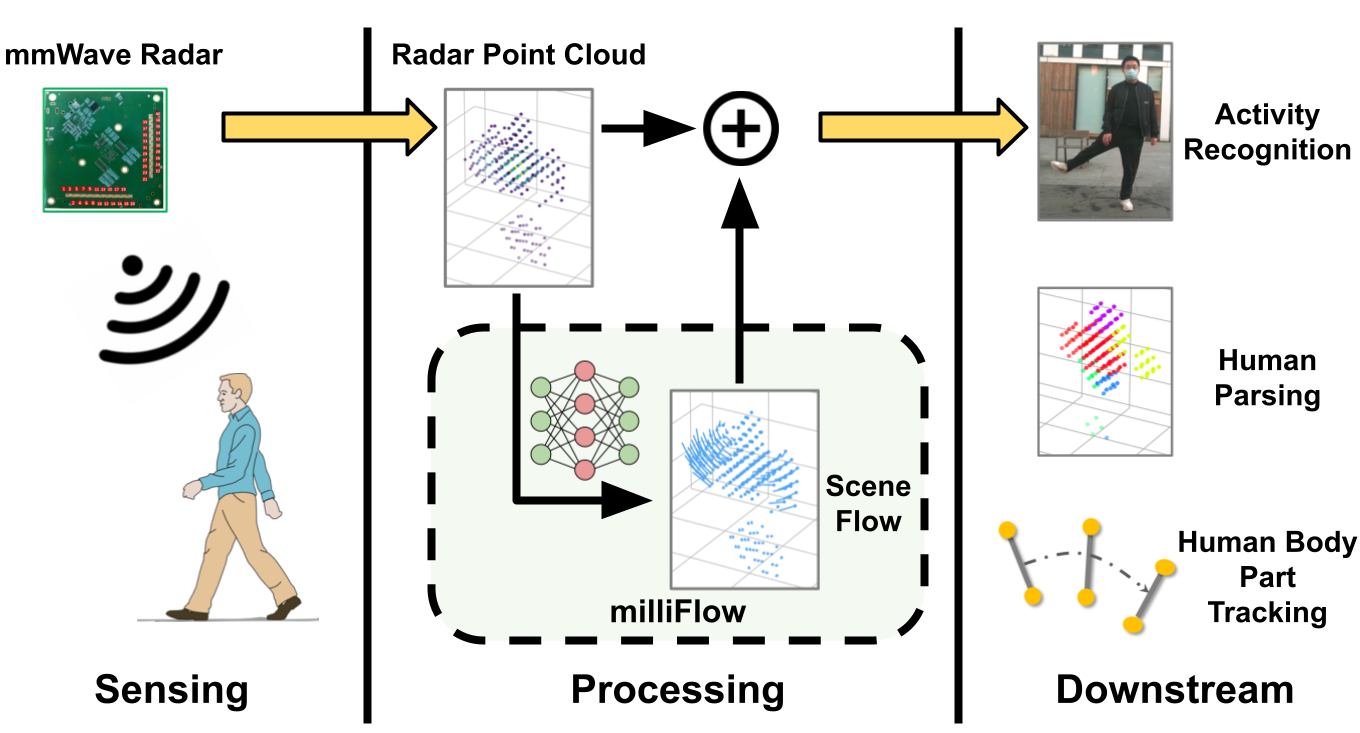 mmWave Radar
Radar Point Cloud
Activity
Recognition
Human
Parsing
Scene
Flow
milliFlow
Human Body
Part
Tracking
Sensing
Processing
Downstream